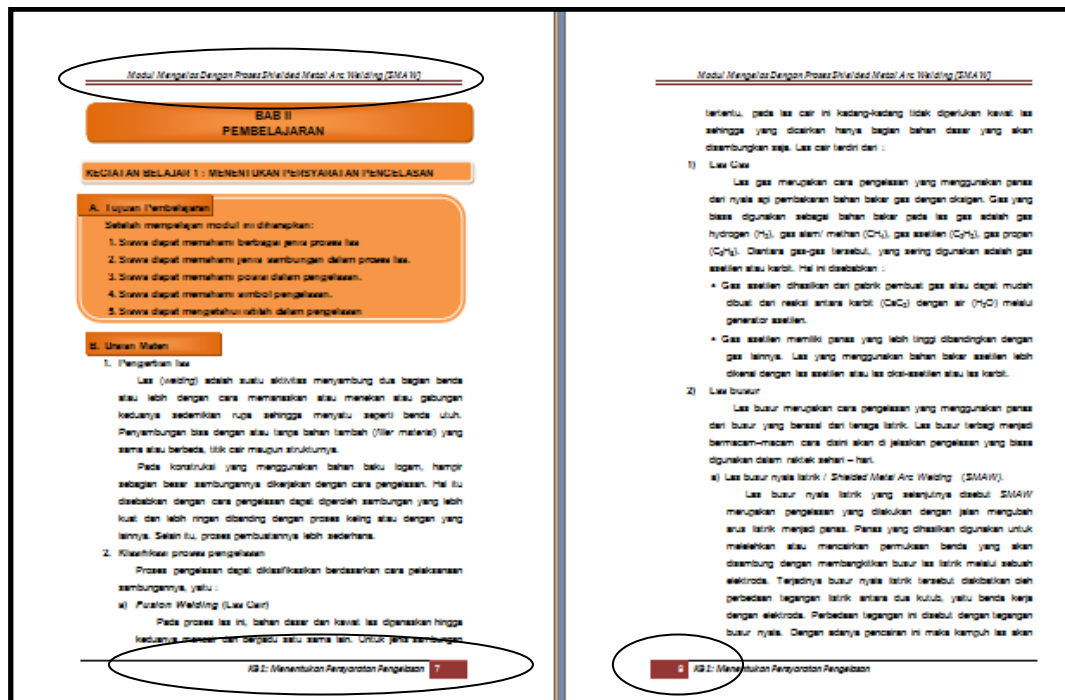 Modul Mengelas Dengan Proses Shielded Metal Arc Welding (SMAW)
BAB II
PEMBELAJARAN
KEGIATAN BELAJAR 1 : MENENTUKAN PERSYARATAN PENGELASAN
A. Tujuan Pembelajaran
Setelah mempelajari modul ini diharapkan:
1. Siswa dapat memahami berbagai jenis proses las
2. Siswa dapat memahami jenis sambungan dalam proses las.
3. Siswa dapat memahami posisi dalam pengelasan.
4. Siswa dapat memahami simbol pengelasan.
5. Siswa dapat mengetahui istilah dalam pengelasan
B. Uraian Materi
1. Pengertian las
Las (welding) adalah suatu aktivitas menyambung dua bagian benda
atau lebih dengan cara memanaskan atau menekan atau gabungan
keduanya sedemikian rupa sehingga menyatu seperti benda utuh.
Penyambungan bisa dengan atau tanpa bahan tambah (filler material) yang
sama atau berbeda, titik cair maupun strukturnya.
Pada konstruksi yang menggunakan bahan baku logam, hampir
sebagian besar sambungannya dikerjakan dengan cara pengelasan. Hal itu
disebabkan dengan cara pengelasan dapat diperoleh sambungan yang lebih
kuat dan lebih ringan dibanding dengan proses keling atau dengan yang
lainnya. Selain itu, proses pembuatannya lebih sederhana.
2. Klasifikasi proses pengelasan
Proses pengelasan dapat diklasifikasikan berdasarkan cara pelaksanaan
sambungannya, yaitu :
a) Fusion Welding (Las Cair)
Pada proses las ini, bahan dasar dan kawat las dipanaskan hingga
keduanya mencair dan berpadu satu sama lain. Untuk jenis sambungan
KB1: Menentukan Persyaratan Pengelasan 7
Modul Mengelas Dengan Proses Shielded Metal Arc Welding (SMAW)
tertentu, pada las cair ini kadang-kadang tidak diperlukan kawat las
sehingga yang dicairkan hanya bagian bahan dasar yang akan
disambungkan saja. Las cair terdiri dari :
1) Las Gas
Las gas merupakan cara pengelasan yang menggunakan panas
dari nyala api pembakaran bahan bakar gas dengan oksigen. Gas yang
biasa digunakan sebagai bahan bakar pada las gas adalah gas
hydrogen (H₂), gas alam/ methan (CH₄), gas asetilen (C₂H₂), gas propan
(C₃H₈). Diantara gas-gas tersebut, yang sering digunakan adalah gas
asetilen atau karbit. Hal ini disebabkan :
• Gas asetilen dihasilkan dari pabrik pembuat gas atau dapat mudah
dibuat dari reaksi antara karbit (CaC₂) dengan air (H₂O) melalui
generator asetilen.
• Gas asetilen memiliki panas yang lebih tinggi dibandingkan dengan
gas lainnya. Las yang menggunakan bahan bakar asetilen lebih
dikenal dengan las asetilen atau las oksi-asetilen atau las karbit.
2) Las busur
Las busur merupakan cara pengelasan yang menggunakan panas
dari busur yang berasal dari tenaga listrik. Las busur terbagi menjadi
bermacam–macam cara disini akan di jelaskan pengelasan yang biasa
digunakan dalam raktek sehari – hari.
a) Las busur nyala listrik / Shielded Metal Arc Welding (SMAW).
Las busur nyala listrik yang selanjutnya disebut SMAW
merupakan pengelasan yang dilakukan dengan jalan mengubah
arus listrik menjadi panas. Panas yang dihasilkan digunakan untuk
melelehkan atau mencairkan permukaan benda yang akan
disambung dengan membangkitkan busur las listrik melalui sebuah
elektroda. Terjadinya busur nyala listrik tersebut diakibatkan oleh
perbedaan tegangan listrik antara dua kutub, yaitu benda kerja
dengan elektroda. Perbedaan tegangan ini disebut dengan tegangan
busur nyala. Dengan adanya pencairan ini maka kampuh las akan
8 KB1: Menentukan Persyaratan Pengelasan